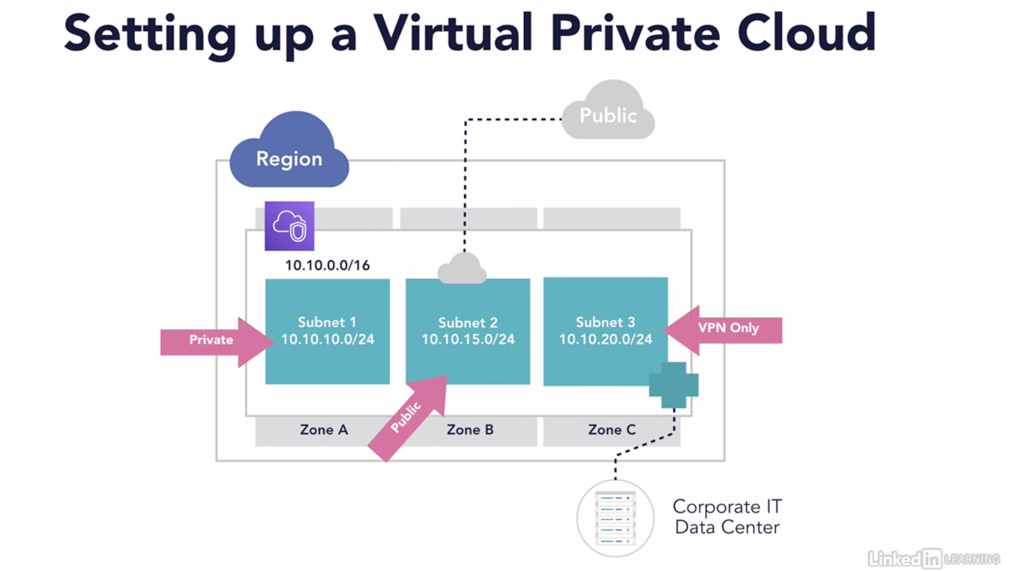 Setting up a Virtual Private Cloud
Public
Region
10.10.0.0/16
Private
Subnet 1
10.10.10.0/24
Subnet 2
10.10.15.0/24
Subnet 3
10.10.20.0/24
VPN Only
Public
Zone A
Zone B
Zone C
Corporate IT
Data Center
Linked in LEARNING